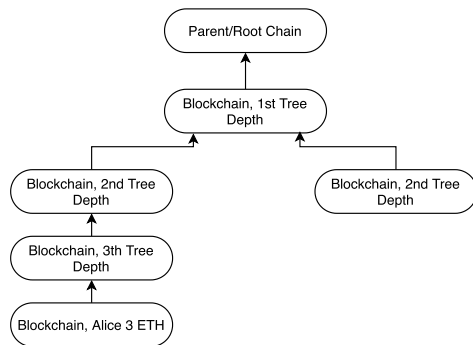 Parent/Root Chain
Blockchain, 1st Tree
Depth
Blockchain, 2nd Tree
Depth
Blockchain, 2nd Tree
Depth
Blockchain, 3th Tree
Depth
Blockchain, Alice 3 ETH